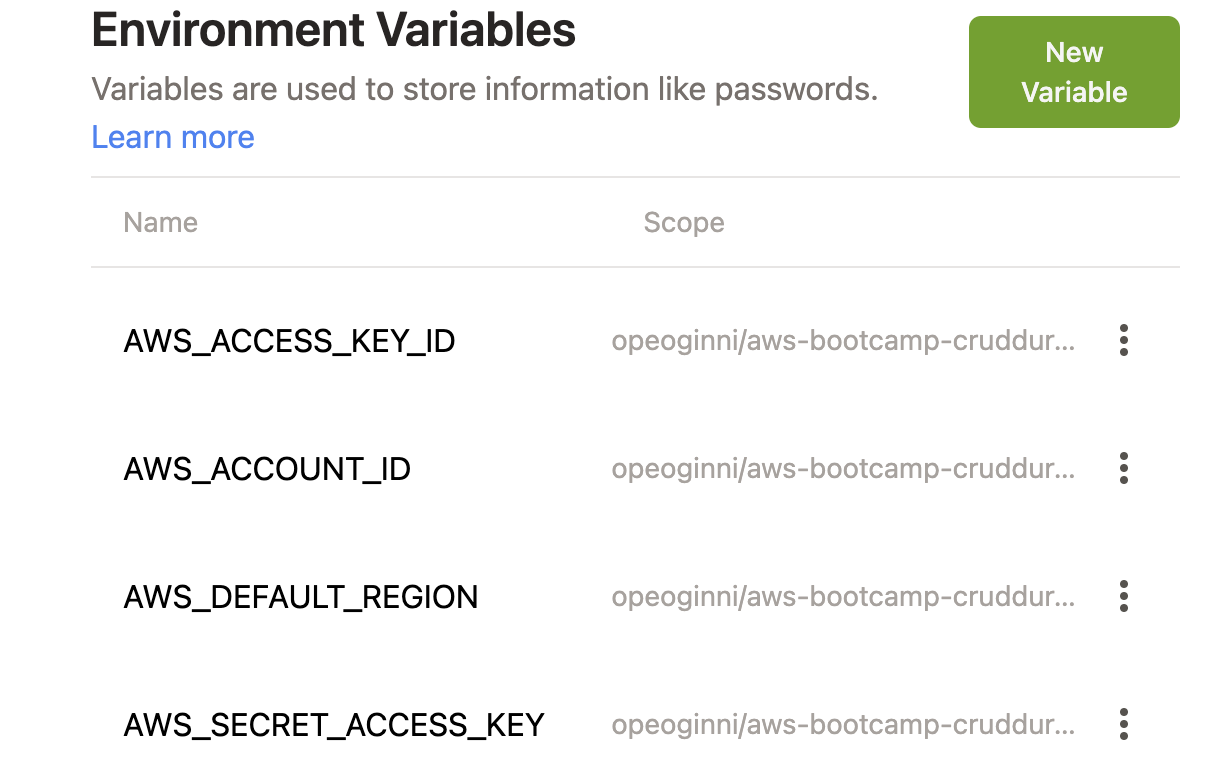 Environment Variables
Variables are used to store information like passwords.
Learn more
New
Variable
Name Scope
AWS_ACCESS_KEY_ID opeoginni/aws-bootcamp-cruddur...
AWS_ACCOUNT_ID opeoginni/aws-bootcamp-cruddur...
AWS_DEFAULT_REGION opeoginni/aws-bootcamp-cruddur...
AWS_SECRET_ACCESS_KEY opeoginni/aws-bootcamp-cruddur...